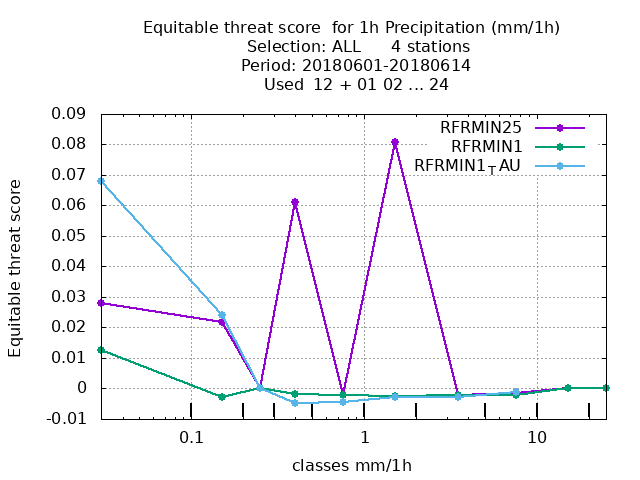 Equitable threat score  for 1h Precipitation (mm/1h)
Selection: ALL      4 stations
Period: 20180601-20180614
Used  12 + 01 02 ... 24
RFRMIN25
RFRMIN1
RFRMIN1TAU
Equitable threat score
0.09
0.08
0.07
0.06
0.05
0.04
0.03
0.02
0.01
0
-0.01
0.1
1
10
classes mm/1h